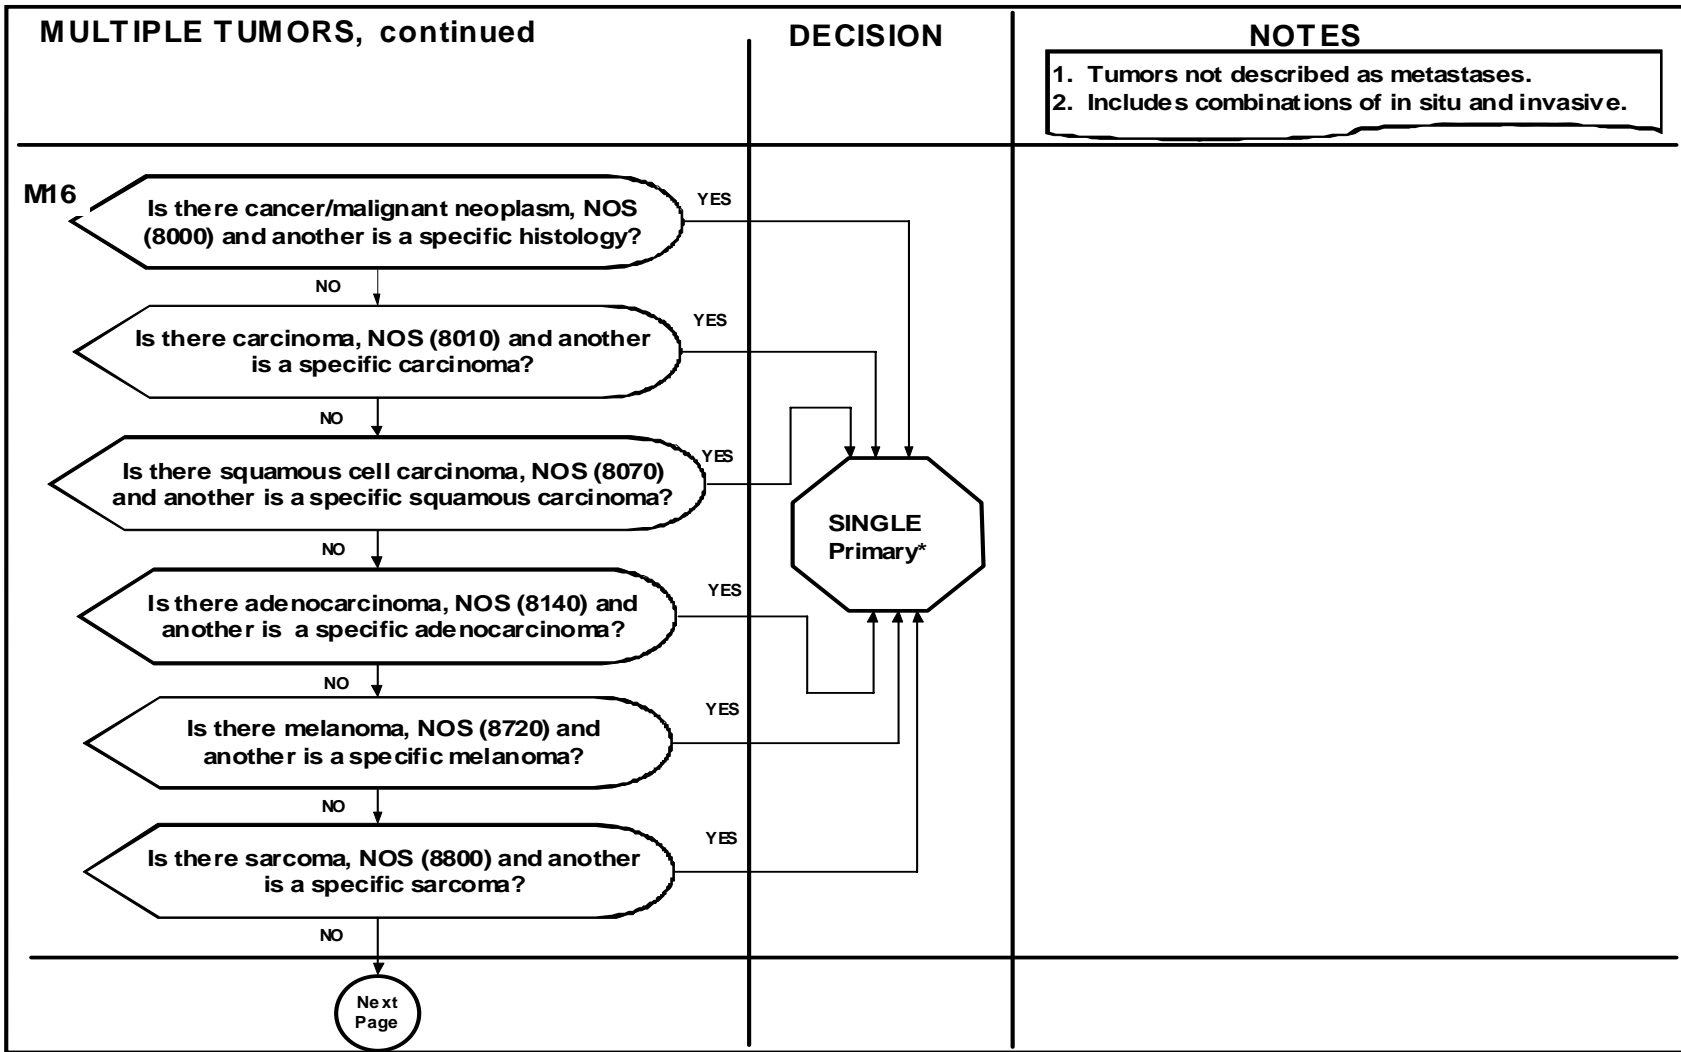 MULTIPLE TUMORS, continued
DECISION
NOTES
1. Tumors not described as metastases.
2. Includes combinations of in situ and invasive.
M16
Is there cancer/malignant neoplasm, NOS
(8000) and another is a specific histology?
YES
NO
Is there carcinoma, NOS (8010) and another
is a specific carcinoma?
YES
NO
Is there squamous cell carcinoma, NOS (8070)
and another is a specific squamous carcinoma?
YES
NO
SINGLE
Primary*
Is there adenocarcinoma, NOS (8140) and
another is a specific adenocarcinoma?
YES
NO
Is there melanoma, NOS (8720) and
another is a specific melanoma?
YES
NO
Is there sarcoma, NOS (8800) and another
is a specific sarcoma?
YES
NO
Next
Page